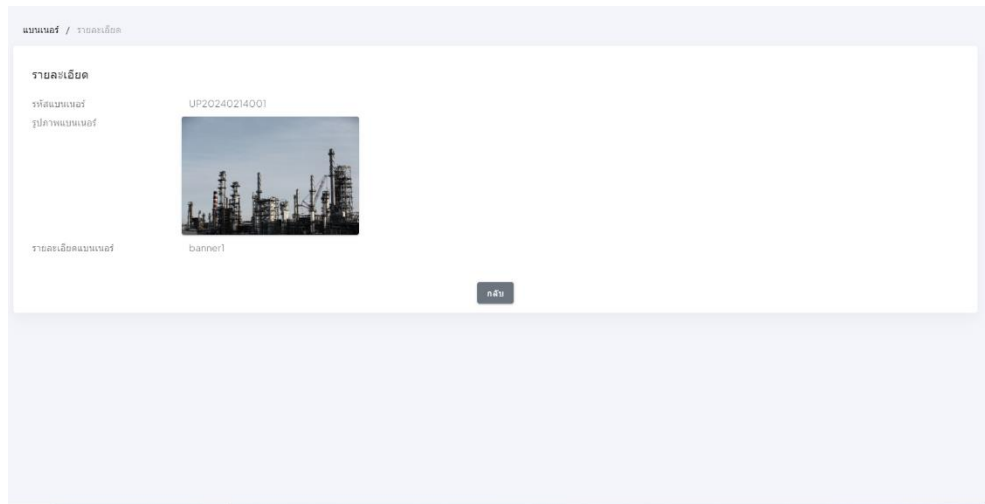 แบนเนอร์ / รายละเอียด
รายละเอียด
รหัสแบนเนอร์ UP20240214001
รูปภาพแบนเนอร์
รายละเอียดแบนเนอร์ banner1
กลับ